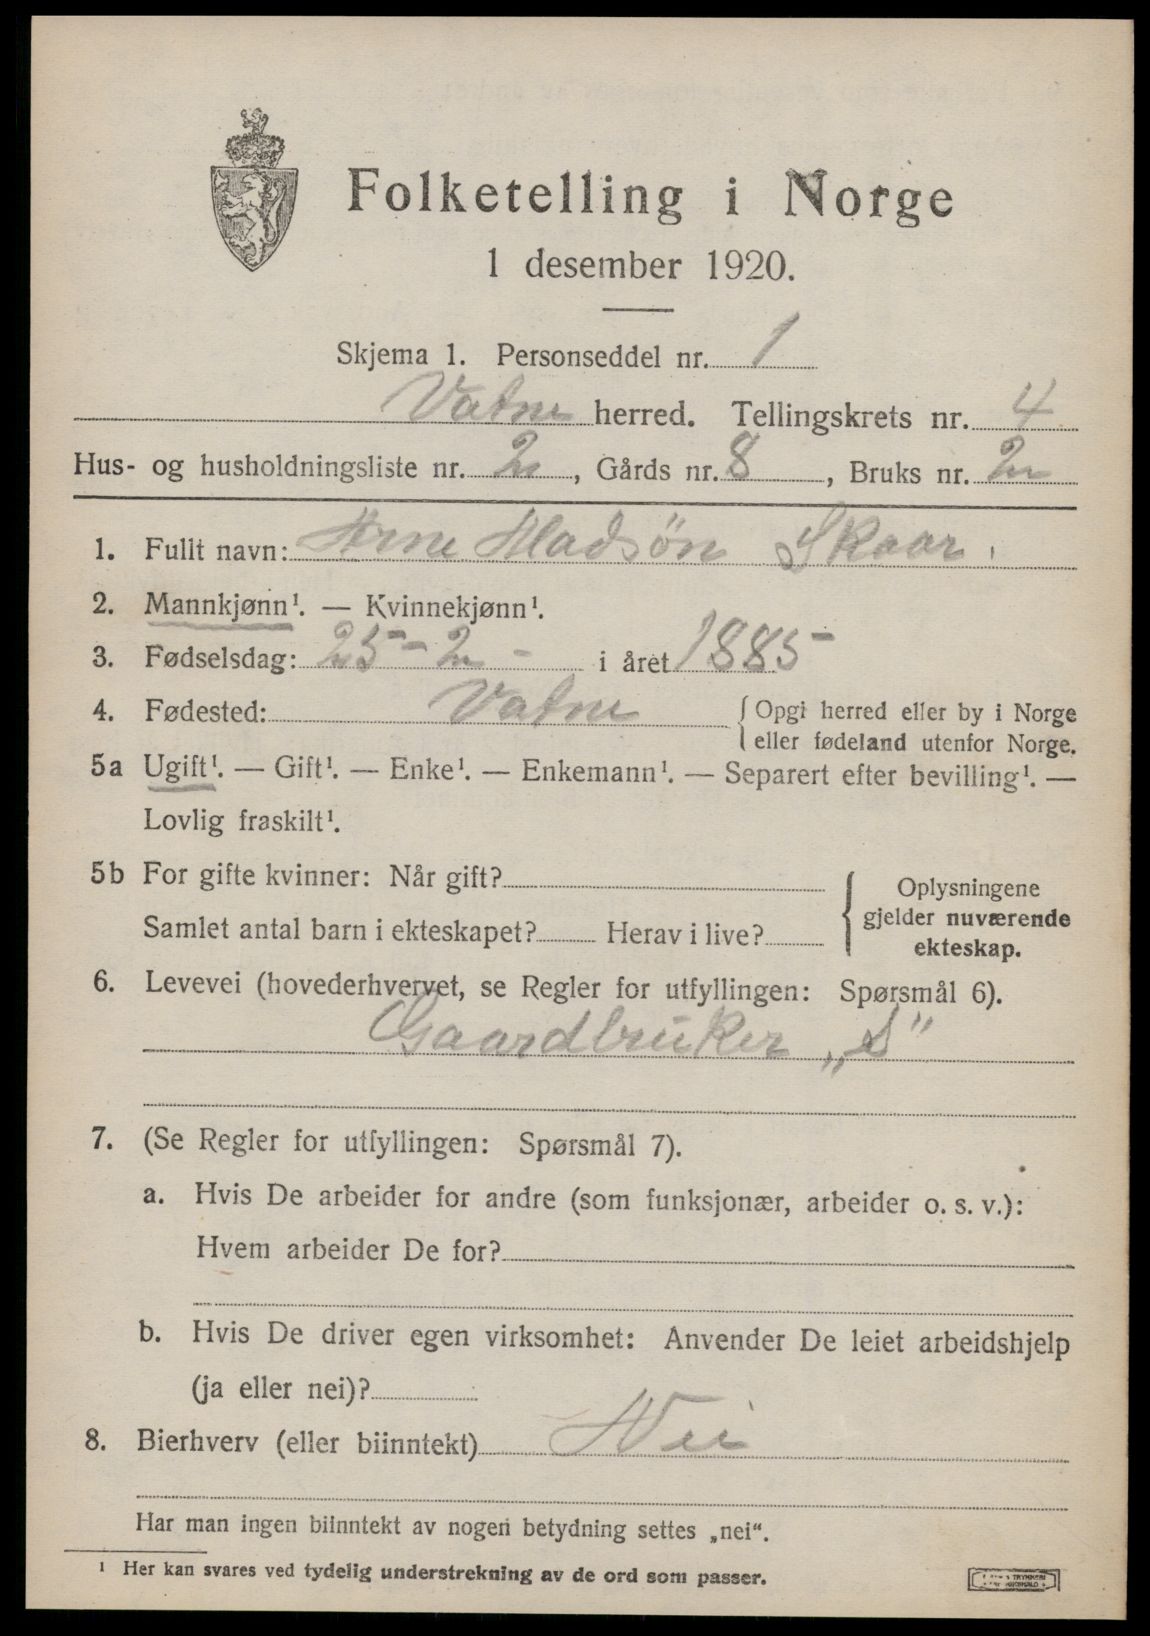 Folketelling i Norge
1 desember 1920.
Skjema 1. Personseddel nr. 1
Vatne herred. Tellingskrets nr. 4
Hus- og husholdningsliste nr. 2, Gårds nr. 8, Bruks nr. 2
1. Fullt navn: Arne Madsøn Skaar.
2. Mannkjønn¹. — Kvinnekjønn¹.
3. Fødselsdag: 25-2- i året 1885
4. Fødested: Vatne { Opgi herred eller by i Norge
eller fødeland utenfor Norge.
5a Ugift¹. — Gift¹. — Enke¹. — Enkemann¹. — Separert efter bevilling¹. —
Lovlig fraskilt¹.
5b For gifte kvinner: Når gift?
Samlet antal barn i ekteskapet? Herav i live?
{ Oplysningene
gjelder nuværende
ekteskap.
6. Levevei (hovederhvervet, se Regler for utfyllingen: Spørsmål 6).
Gaardbruker „S"
7. (Se Regler for utfyllingen: Spørsmål 7).
a. Hvis De arbeider for andre (som funksjonær, arbeider o. s. v.):
Hvem arbeider De for?
b. Hvis De driver egen virksomhet: Anvender De leiet arbeidshjelp
(ja eller nei)?
8. Bierhverv (eller biinntekt) Nei
Har man ingen biinntekt av nogen betydning settes „nei“.
¹ Her kan svares ved tydelig understrekning av de ord som passer.